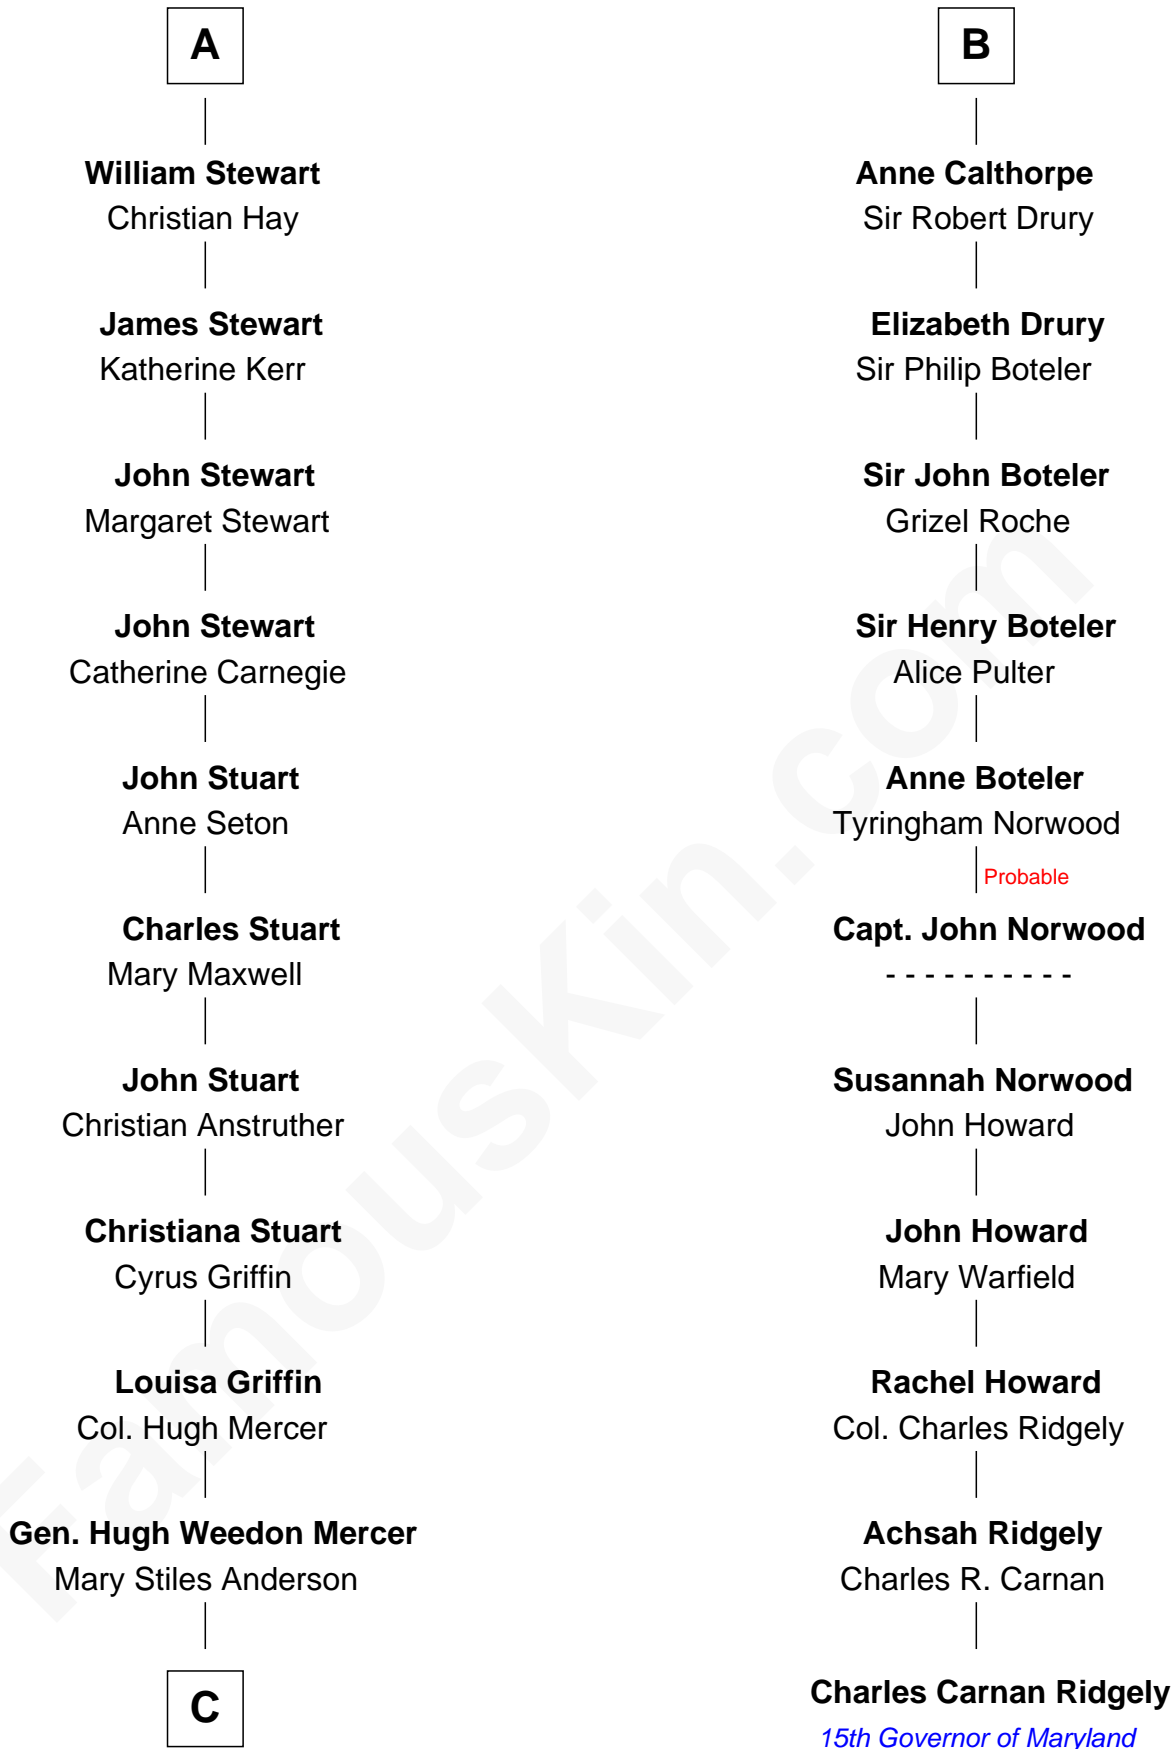 A
William Stewart
Christian Hay
James Stewart
Katherine Kerr
John Stewart
Margaret Stewart
John Stewart
Catherine Carnegie
John Stuart
Anne Seton
Charles Stuart
Mary Maxwell
John Stuart
Christian Anstruther
Christiana Stuart
Cyrus Griffin
Louisa Griffin
Col. Hugh Mercer
Gen. Hugh Weedon Mercer
Mary Stiles Anderson
C
B
Anne Calthorpe
Sir Robert Drury
Elizabeth Drury
Sir Philip Boteler
Sir John Boteler
Grizel Roche
Sir Henry Boteler
Alice Pulter
Anne Boteler
Tyringham Norwood
Probable
Capt. John Norwood
- - - - - - - - - -
Susannah Norwood
John Howard
John Howard
Mary Warfield
Rachel Howard
Col. Charles Ridgely
Achsah Ridgely
Charles R. Carnan
Charles Carnan Ridgely
15th Governor of Maryland
FamousKin.com